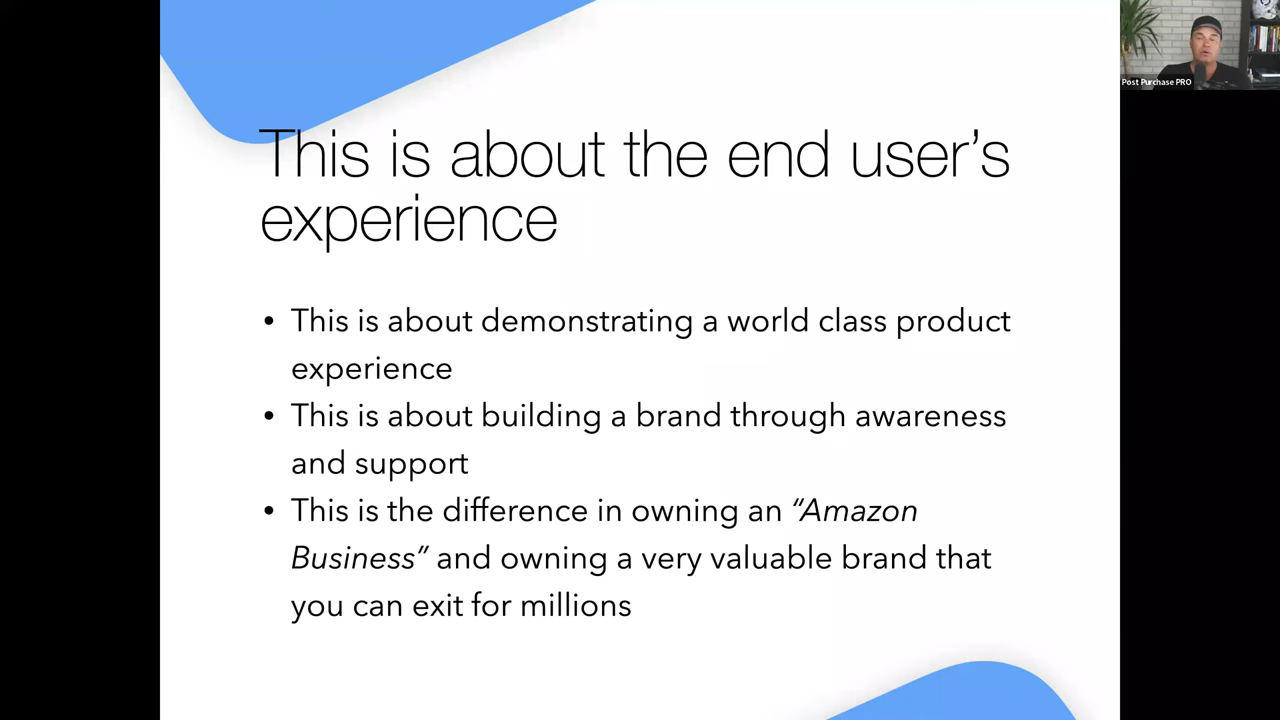 This is about the end user’s
experience
• This is about demonstrating a world class product
experience
• This is about building a brand through awareness
and support
• This is the difference in owning an “Amazon
Business” and owning a very valuable brand that
you can exit for millions
Post Purchase PRO